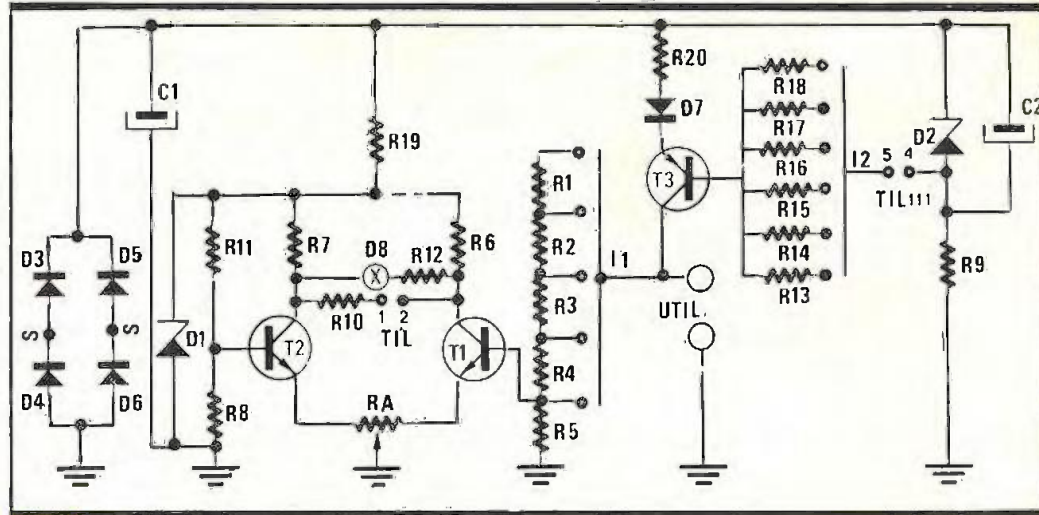 C1
R19
R20
D7
R18
R17
R16
R15
R14
R13
I2
5 4
TIL111
D2
C2
R9
T3
R1
R2
R3
R4
R5
I1
UTIL.
D3
D5
S
S
D4
D6
D1
R11
R8
R7
D8
X
R12
R6
R10
1 2
TIL
T2
T1
RA